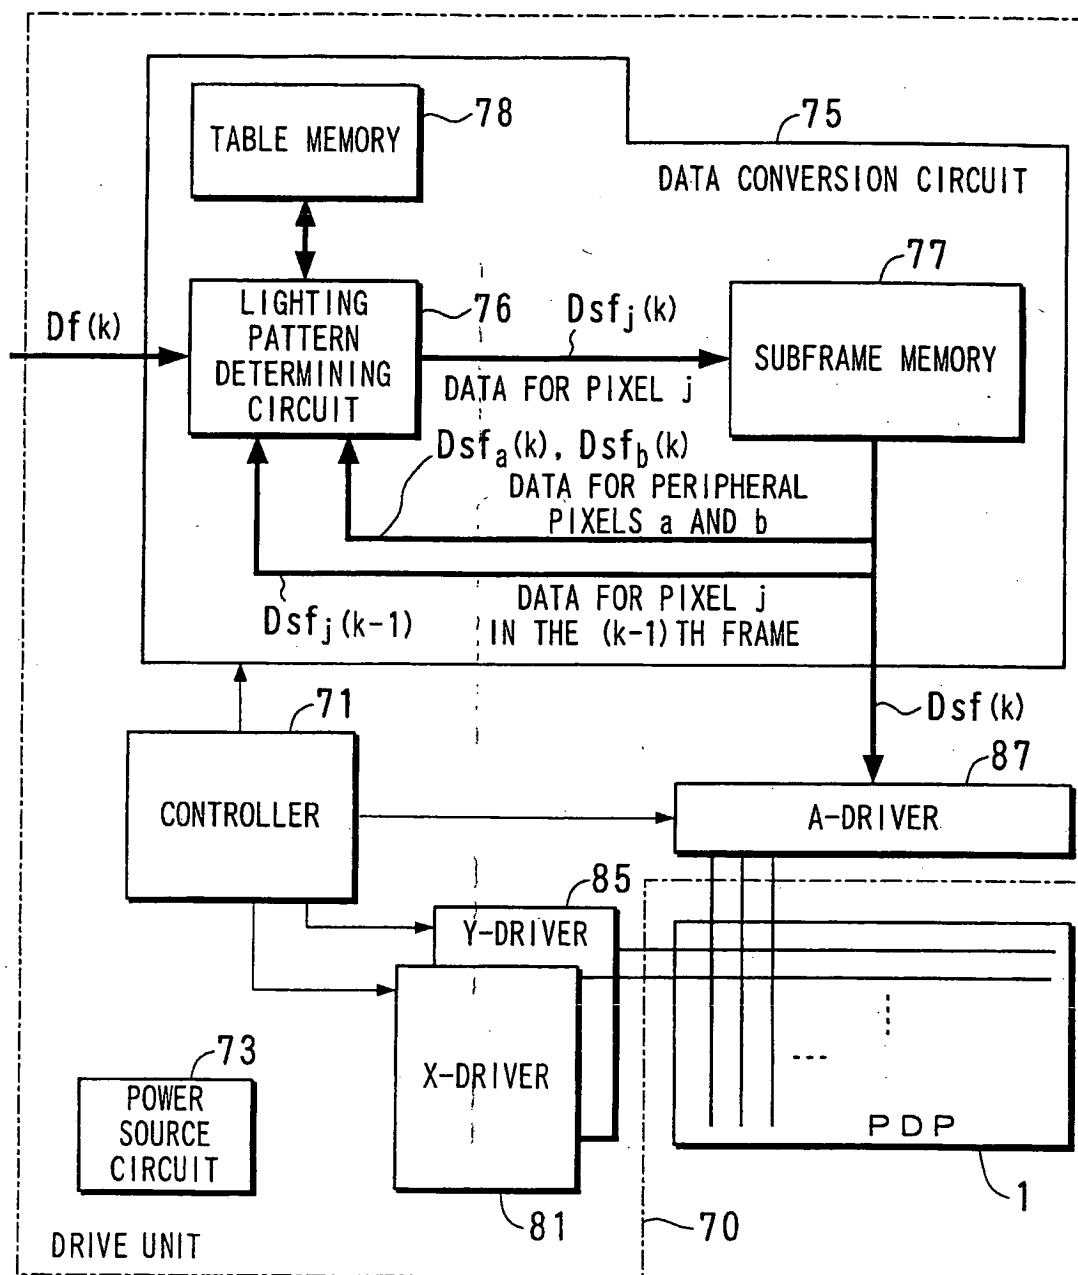 78
TABLE MEMORY
75
DATA CONVERSION CIRCUIT
77
Df(k)
LIGHTING
PATTERN
DETERMINING
CIRCUIT
76
Dsfj(k)
SUBFRAME MEMORY
DATA FOR PIXEL j
Dsfa(k), Dsfb(k)
DATA FOR PERIPHERAL
PIXELS a AND b
Dsfj(k-1)
DATA FOR PIXEL j
IN THE (k-1)TH FRAME
71
Dsf(k)
CONTROLLER
87
A-DRIVER
85
Y-DRIVER
73
X-DRIVER
POWER
SOURCE
CIRCUIT
PDP
81
70
1
DRIVE UNIT